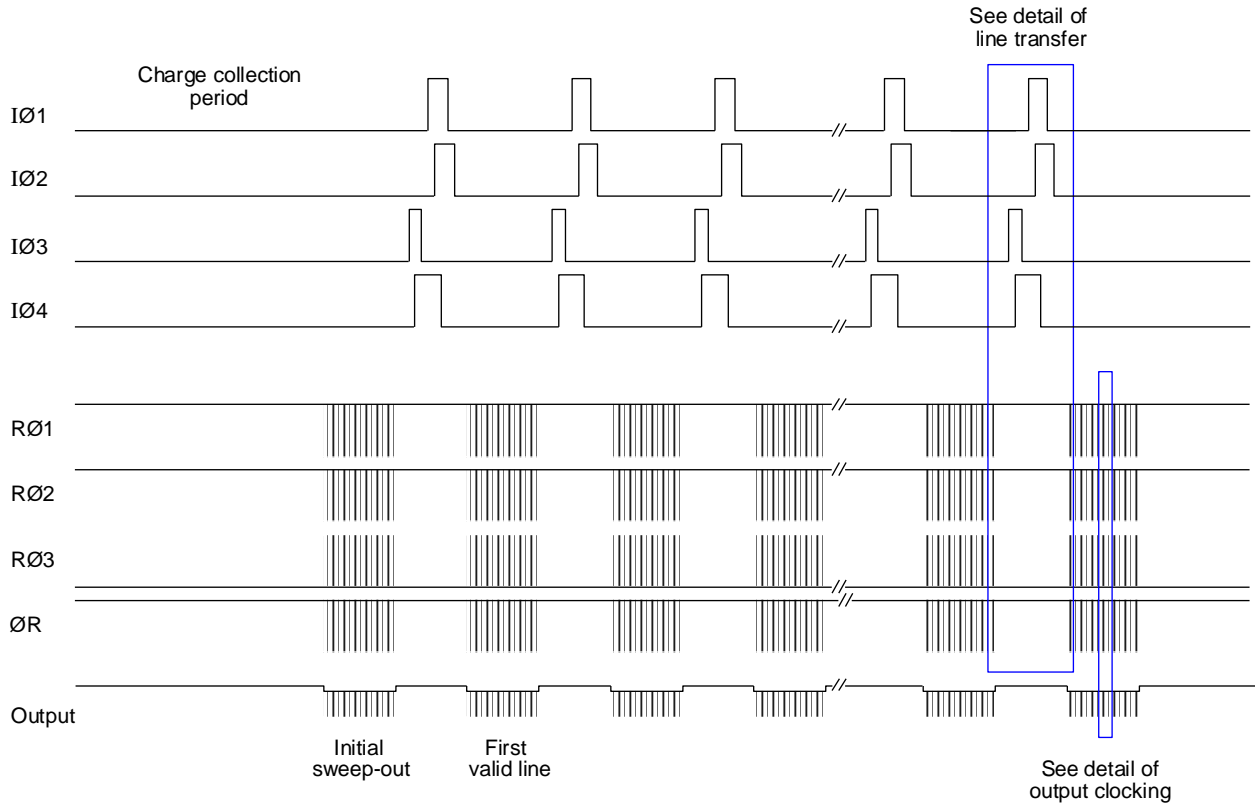 See detail of
line transfer
Charge collection
period
IØ1
IØ2
IØ3
IØ4
RØ1
RØ2
RØ3
ØR
Output
Initial
sweep-out
First
valid line
See detail of
output clocking